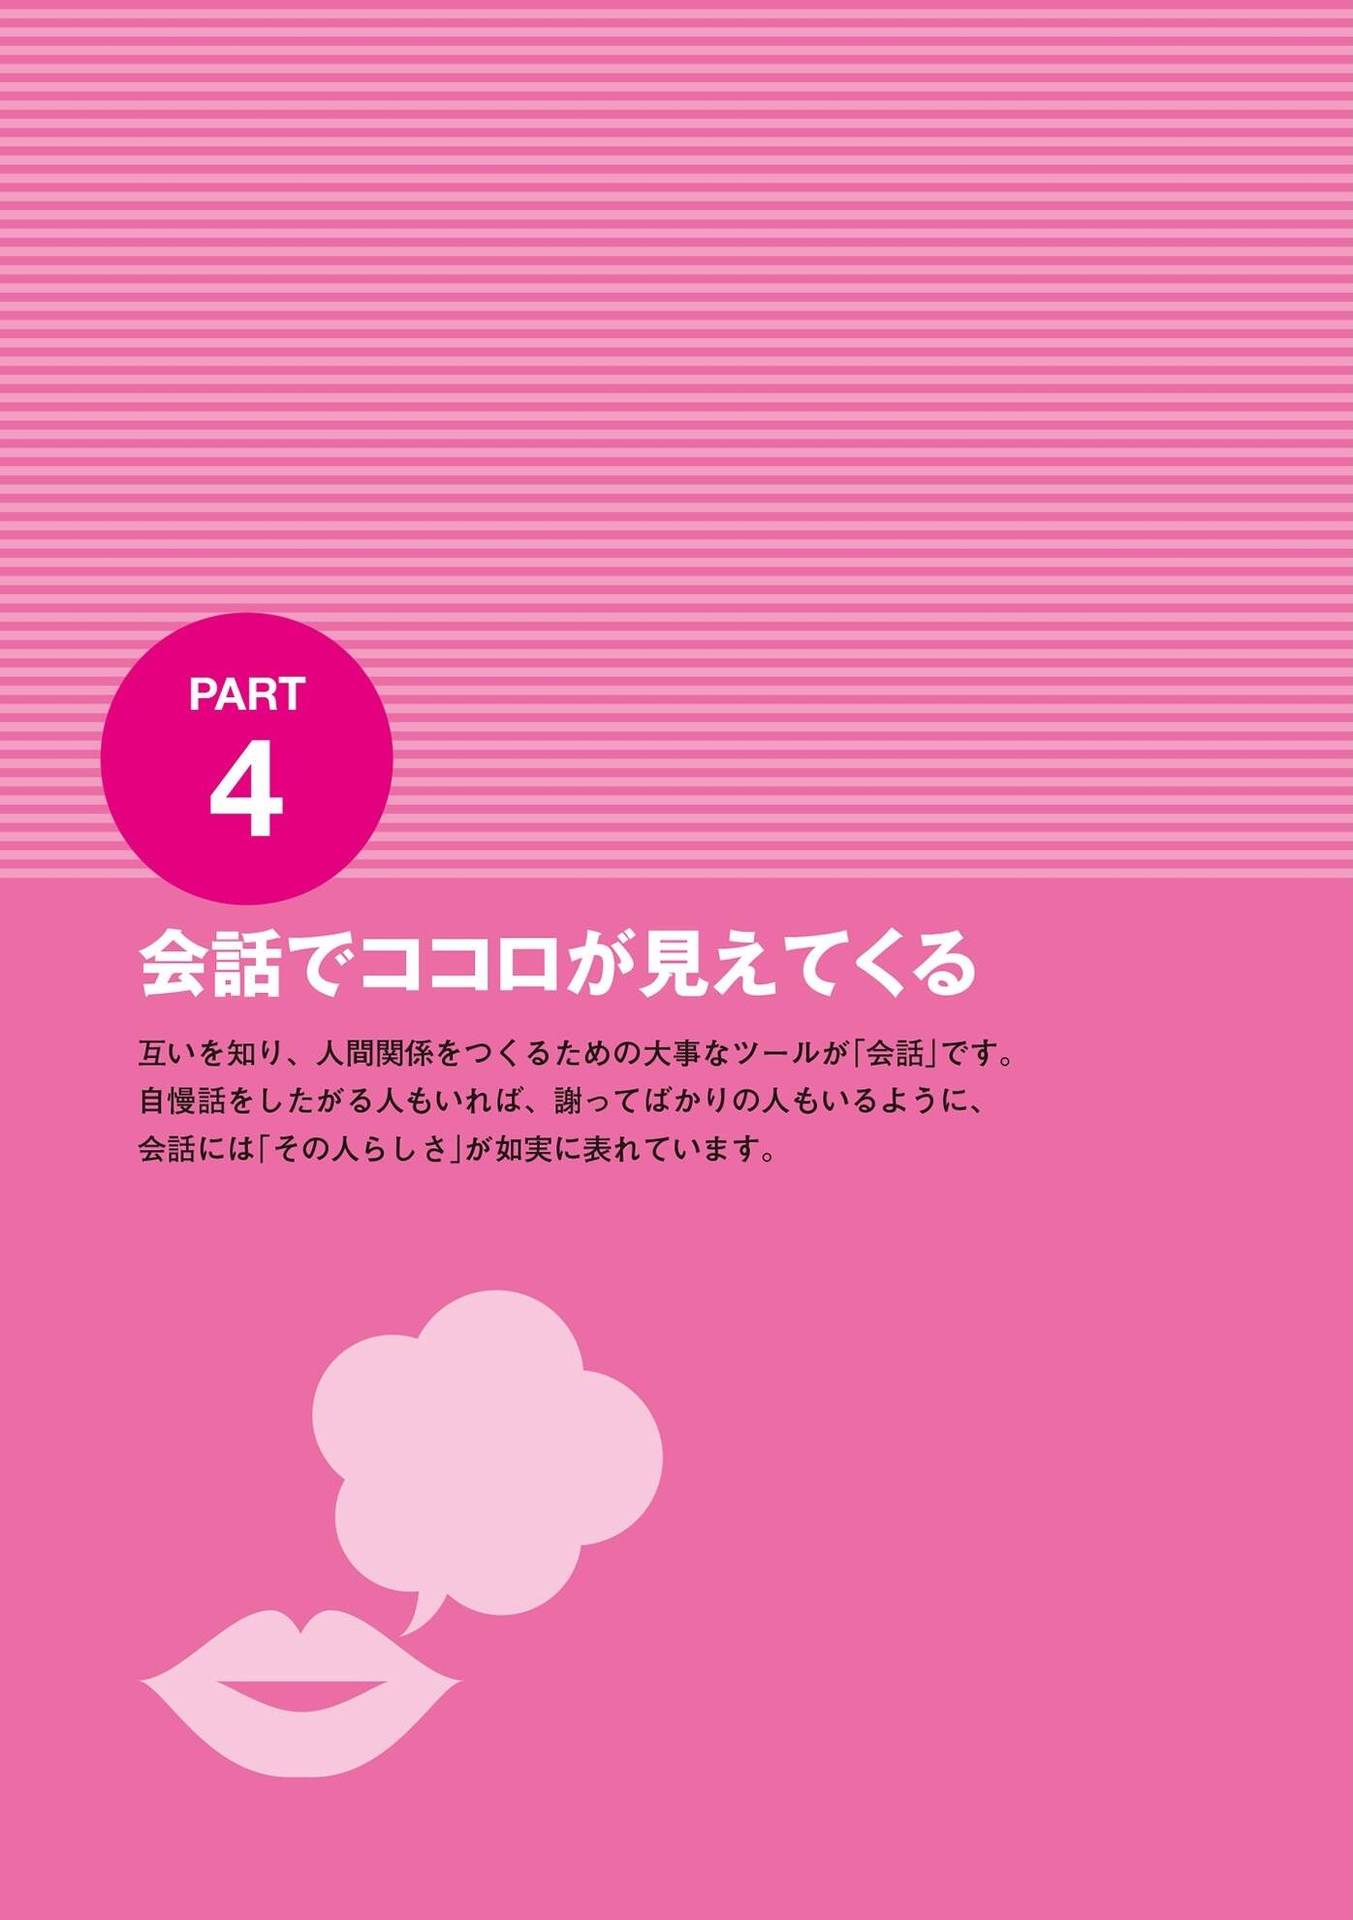 PART
4
会話でココロが見えてくる
互いを知り、人間関係をつくるための大事なツールが「会話」です。
自慢話をしたがる人もいれば、謝ってばかりの人もいるように、
会話には「その人らしさ」が如実に表れています。